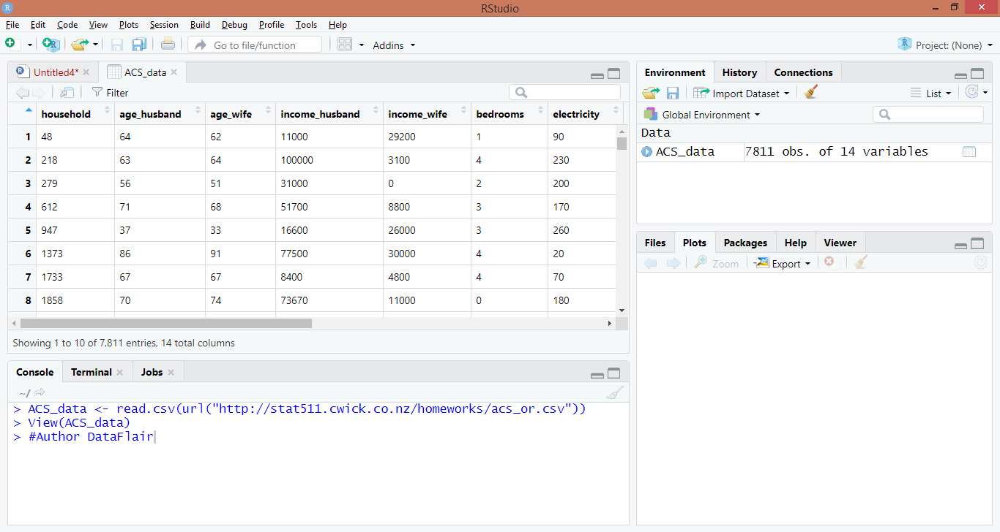 RStudio
File Edit Code View Plots Session Build Debug Profile Tools Help
Go to file/function Addins Project: (None)
Untitled4* ACS_data
Filter
household age_husband age_wife income_husband income_wife bedrooms electricity
1 48 64 62 11000 29200 1 90
2 218 63 64 100000 3100 4 230
3 279 56 51 31000 0 2 200
4 612 71 68 51700 8800 3 170
5 947 37 33 16600 26000 3 260
6 1373 86 91 77500 30000 4 20
7 1733 67 67 8400 4800 4 70
8 1858 70 74 73670 11000 0 180
Showing 1 to 10 of 7,811 entries, 14 total columns
Console Terminal Jobs
~/
> ACS_data <- read.csv(url("http://stat511.cwick.co.nz/homeworks/acs_or.csv"))
> View(ACS_data)
> #Author DataFlair
Environment History Connections
Import Dataset List
Global Environment
Data
ACS_data 7811 obs. of 14 variables
Files Plots Packages Help Viewer
Zoom Export